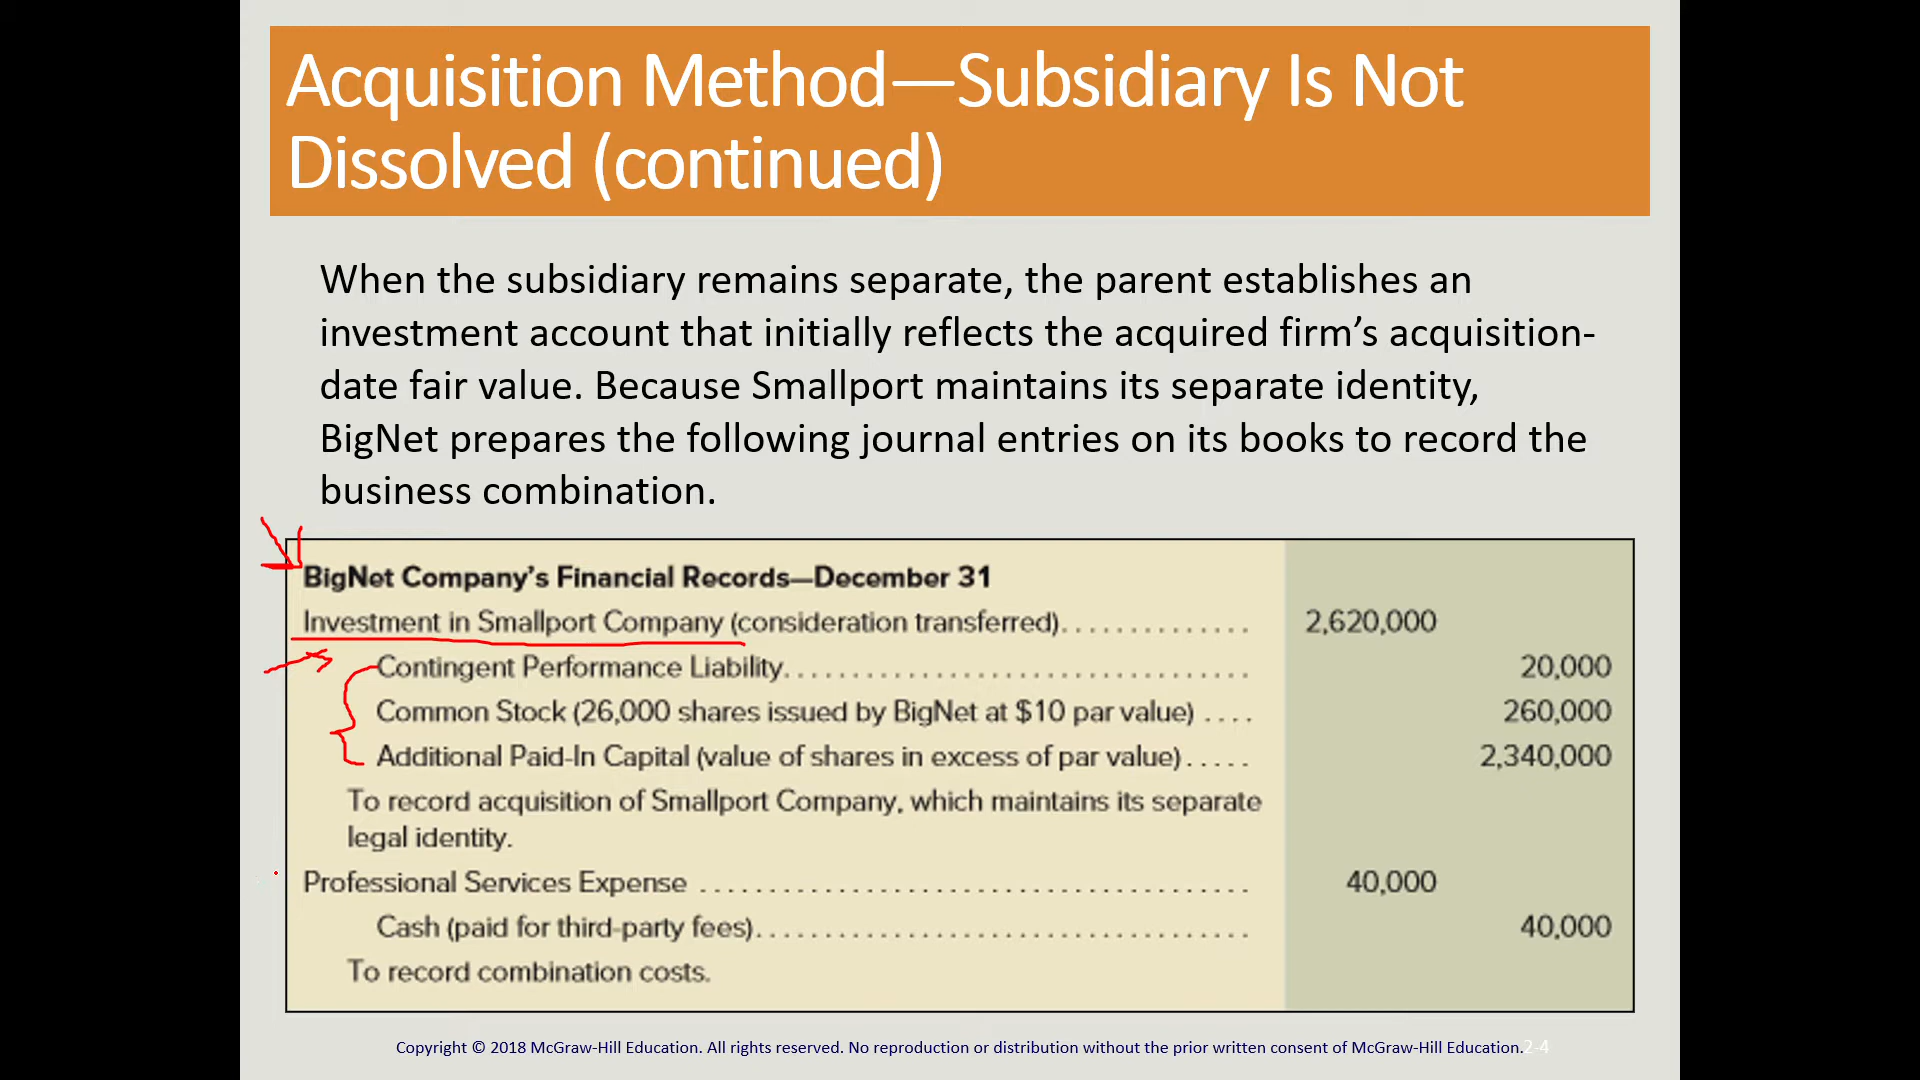 Acquisition Method—Subsidiary Is Not
Dissolved (continued)
When the subsidiary remains separate, the parent establishes an
investment account that initially reflects the acquired firm’s acquisition-
date fair value. Because Smallport maintains its separate identity,
BigNet prepares the following journal entries on its books to record the
business combination.
BigNet Company’s Financial Records—December 31
Investment in Smallport Company (consideration transferred). . . . . . . . . . . . . . 2,620,000
Contingent Performance Liability. . . . . . . . . . . . . . . . . . . . . . . . . . . . . . . . . . . 20,000
Common Stock (26,000 shares issued by BigNet at $10 par value) . . . . 260,000
Additional Paid-In Capital (value of shares in excess of par value). . . . . 2,340,000
To record acquisition of Smallport Company, which maintains its separate
legal identity.
Professional Services Expense . . . . . . . . . . . . . . . . . . . . . . . . . . . . . . . . . . . . . . . . . 40,000
Cash (paid for third-party fees). . . . . . . . . . . . . . . . . . . . . . . . . . . . . . . . . . . . . 40,000
To record combination costs.
Copyright © 2018 McGraw-Hill Education. All rights reserved. No reproduction or distribution without the prior written consent of McGraw-Hill Education.2-4